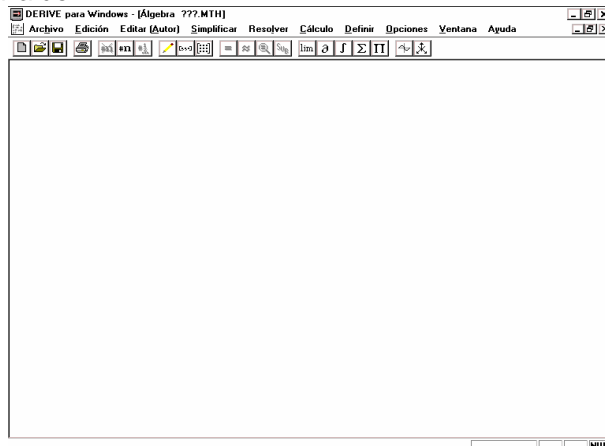 DERIVE para Windows - [Álgebra ???.MTH]
Archivo Edición Editar (Autor) Simplificar Resolver Cálculo Definir Opciones Ventana Ayuda
lim ∂ ∫ Σ Π